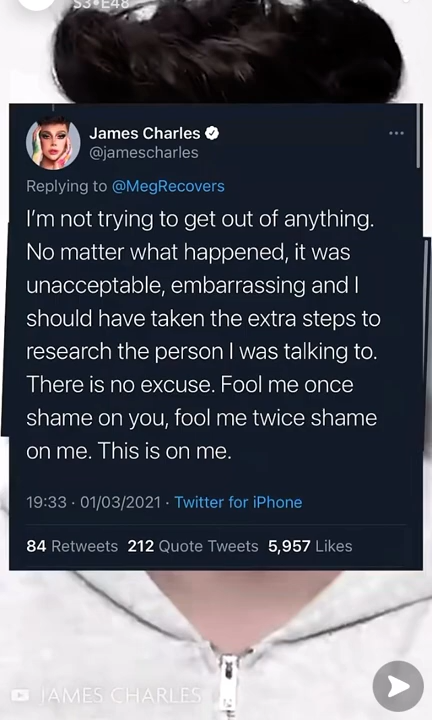 S3•E48
James Charles
@jamescharles
Replying to @MegRecovers
I'm not trying to get out of anything.
No matter what happened, it was
unacceptable, embarrassing and I
should have taken the extra steps to
research the person I was talking to.
There is no excuse. Fool me once
shame on you, fool me twice shame
on me. This is on me.
19:33 · 01/03/2021 · Twitter for iPhone
84 Retweets 212 Quote Tweets 5,957 Likes
JAMES CHARLES